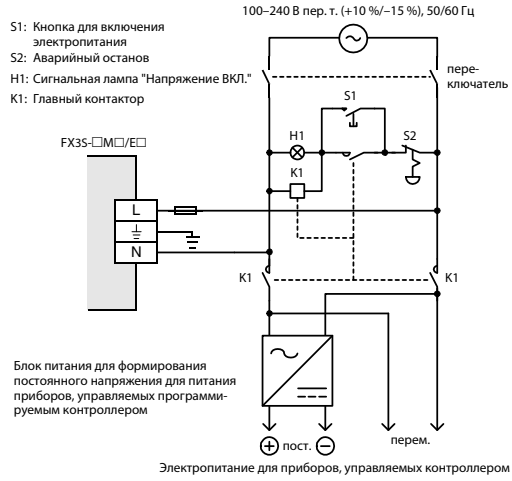 100–240 В пер. т. (+10 %/–15 %), 50/60 Гц
S1: Кнопка для включения
электропитания
S2: Аварийный останов
H1: Сигнальная лампа "Напряжение ВКЛ."
K1: Главный контактор
пере-
ключатель
S1
H1
S2
K1
FX3S-□M□/E□
L
N
K1
K1
Блок питания для формирования
постоянного напряжения для питания
приборов, управляемых программи-
руемым контроллером
+ пост. –
перем.
Электропитание для приборов, управляемых контроллером